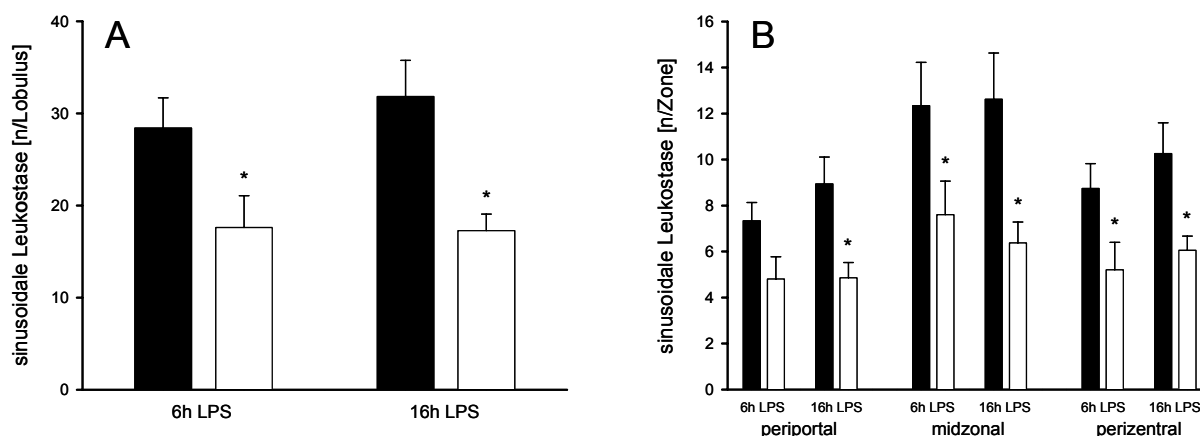 A
sinusoidale Leukostase [n/Lobulus]
40
30
20
10
0
*
*
6h LPS
16h LPS
B
sinusoidale Leukostase [n/Zone]
16
14
12
10
8
6
4
2
0
*
*
*
*
*
6h LPS 16h LPS 6h LPS 16h LPS 6h LPS 16h LPS
periportal midzonal perizentral